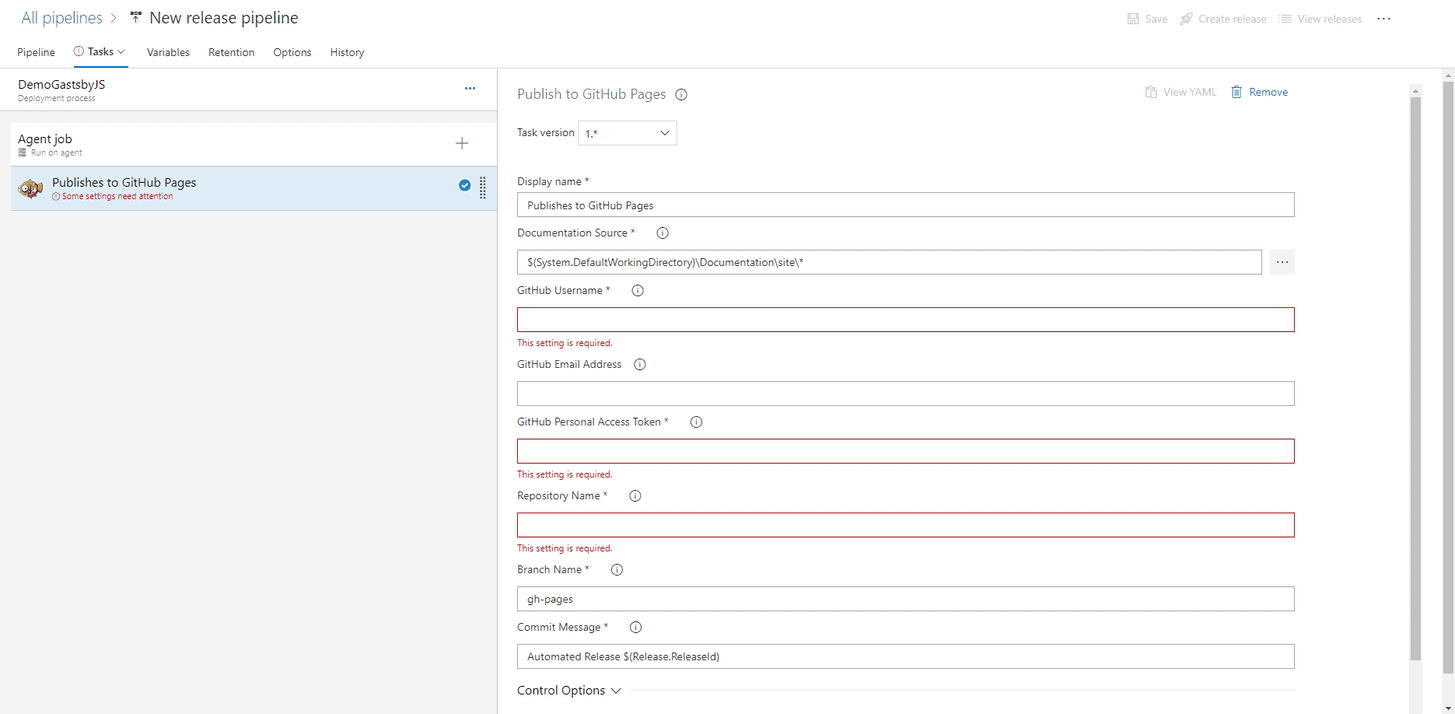 All pipelines > New release pipeline
Save Create release View releases ...
Pipeline Tasks Variables Retention Options History
DemoGastsbyJS
Deployment process
...
Agent job
Run on agent
Publishes to GitHub Pages
Some settings need attention
Publish to GitHub Pages
View YAML Remove
Task version 1.*
Display name *
Publishes to GitHub Pages
Documentation Source *
$(System.DefaultWorkingDirectory)\Documentation\site\*
...
GitHub Username *
This setting is required.
GitHub Email Address
GitHub Personal Access Token *
This setting is required.
Repository Name *
This setting is required.
Branch Name *
gh-pages
Commit Message *
Automated Release $(Release.ReleaseId)
Control Options